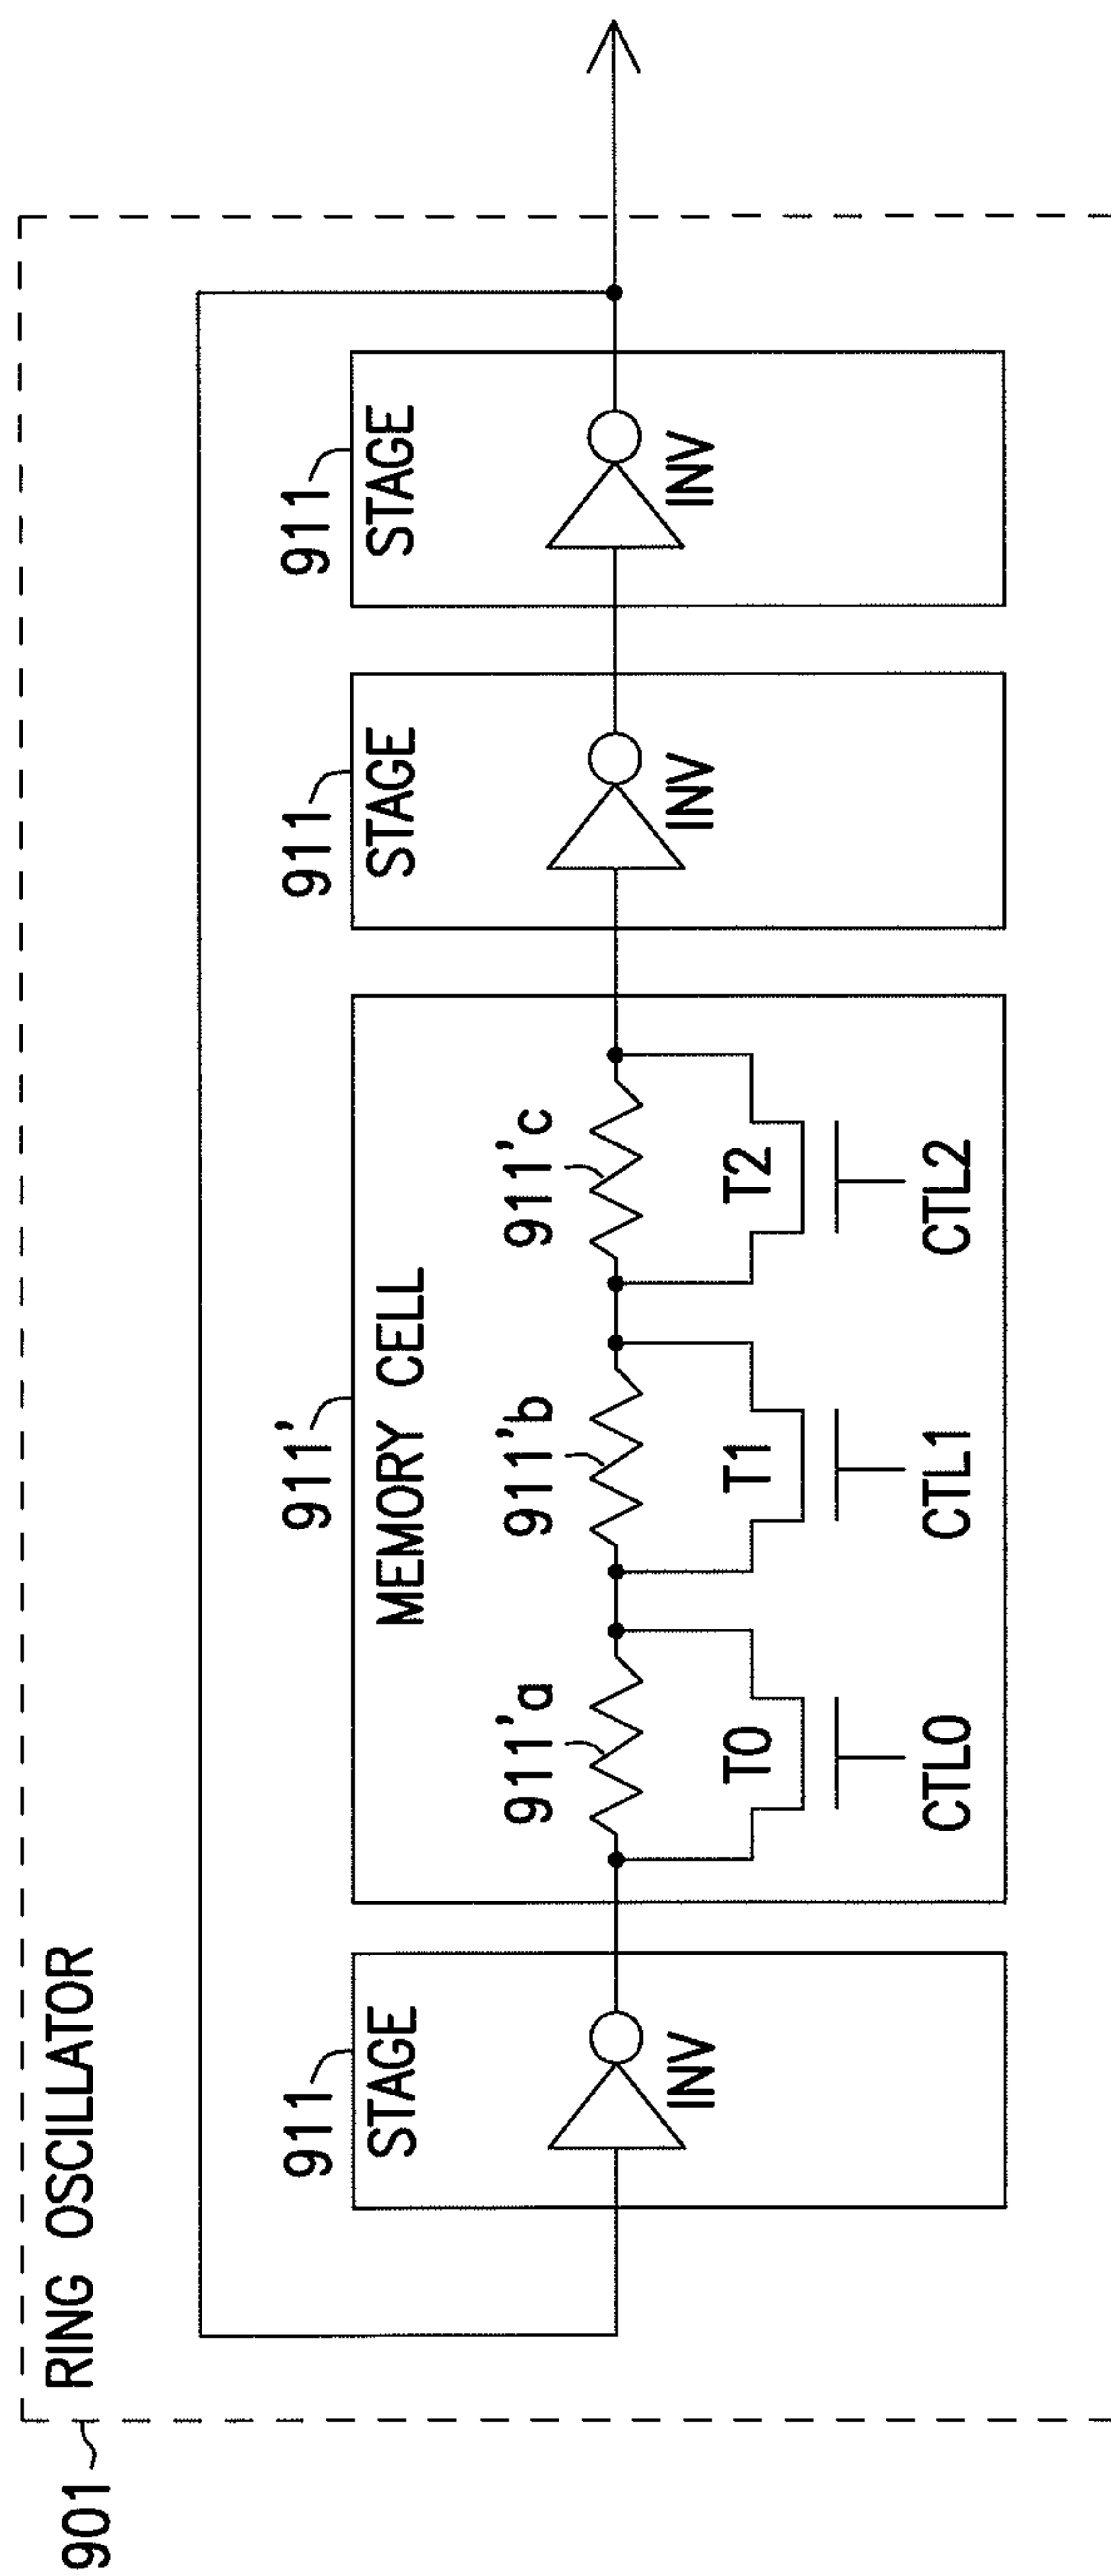 901
RING OSCILLATOR
911
STAGE
INV
911'
MEMORY CELL
911'a
911'b
911'c
T0
T1
T2
CTL0
CTL1
CTL2
911
STAGE
INV
911
STAGE
INV